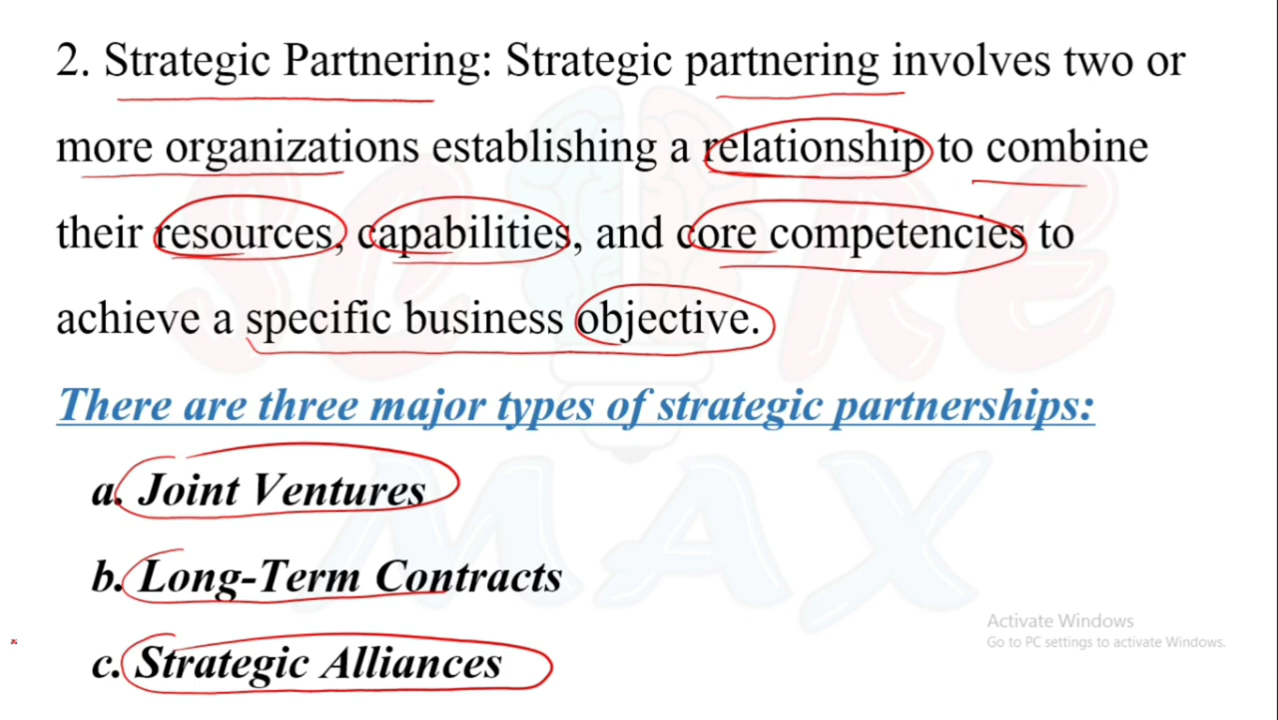 2. Strategic Partnering: Strategic partnering involves two or
more organizations establishing a relationship to combine
their resources, capabilities, and core competencies to
achieve a specific business objective.
There are three major types of strategic partnerships:
a. Joint Ventures
b. Long-Term Contracts
c. Strategic Alliances
SCORE
MAX
Activate Windows
Go to PC settings to activate Windows.